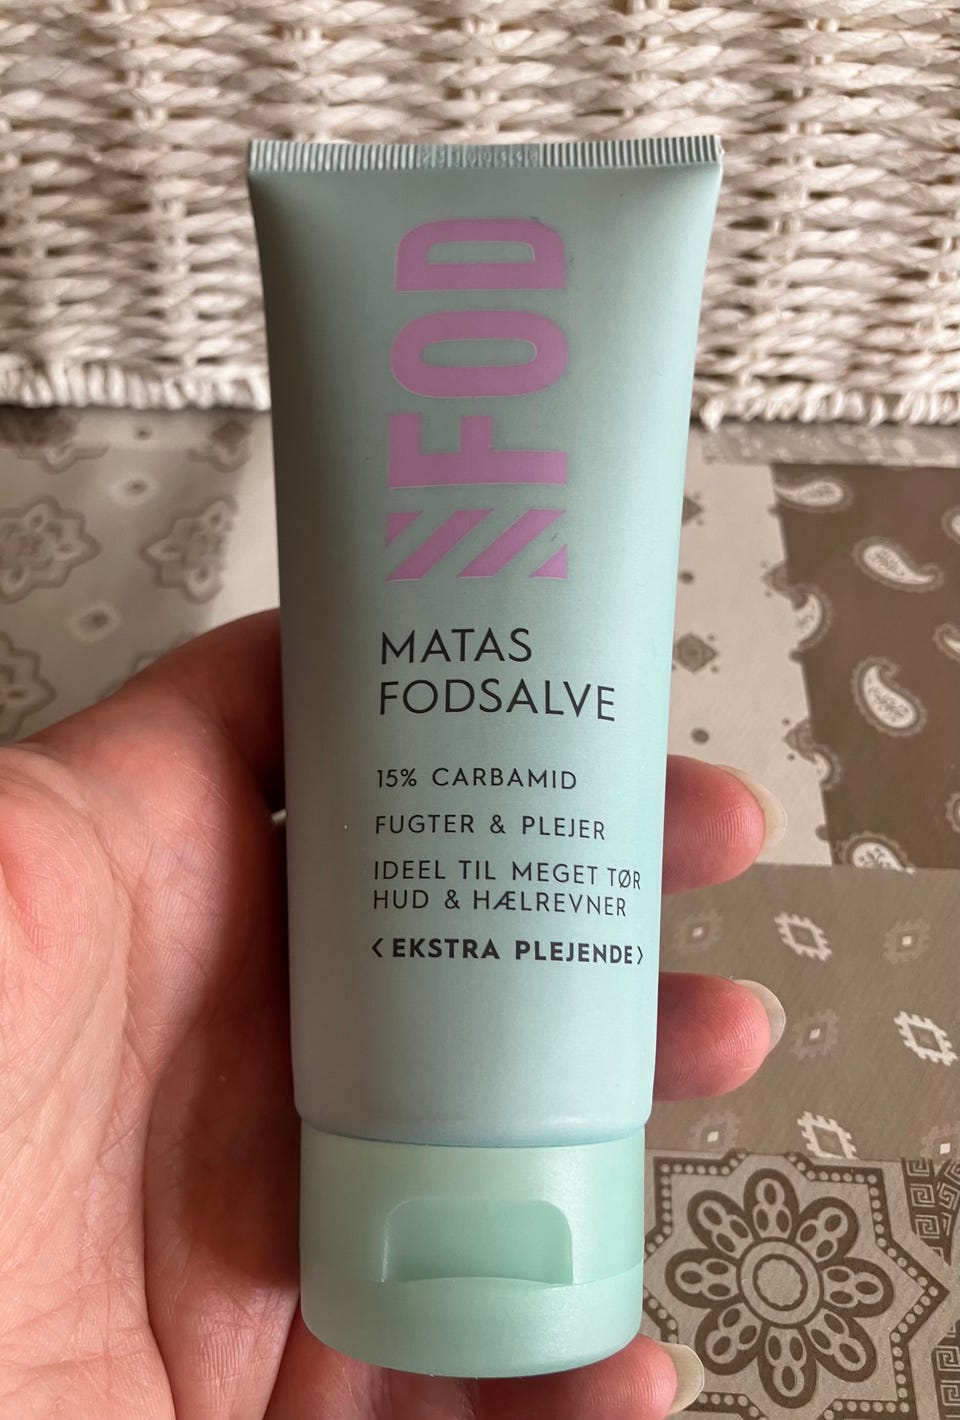 FOD
MATAS
FODSALVE
15% CARBAMID
FUGTER & PLEJER
IDEEL TIL MEGET TØR
HUD & HÆLREVNER
<EKSTRA PLEJENDE>